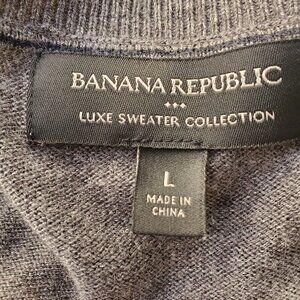 BANANA REPUBLIC
LUXE SWEATER COLLECTION
L
MADE IN
CHINA